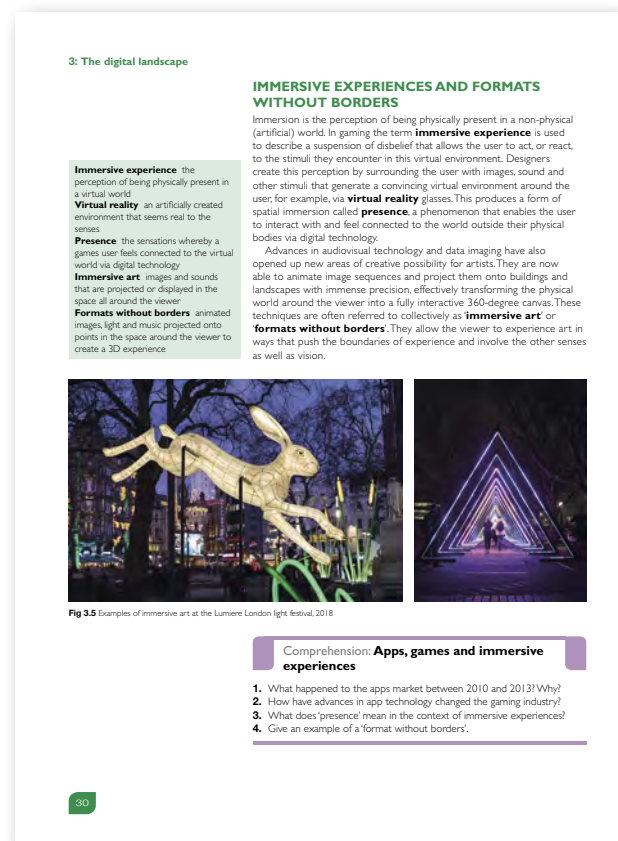 3: The digital landscape
IMMERSIVE EXPERIENCES AND FORMATS
WITHOUT BORDERS
Immersion is the perception of being physically present in a non-physical
(artificial) world. In gaming the term immersive experience is used
to describe a suspension of disbelief that allows the user to act, or react,
to the stimuli they encounter in this virtual environment. Designers
create this perception by surrounding the user with images, sound and
other stimuli that generate a convincing virtual environment around the
user, for example, via virtual reality glasses. This produces a form of
spatial immersion called presence, a phenomenon that enables the user
to interact with and feel connected to the world outside their physical
bodies via digital technology.
Advances in audiovisual technology and data imaging have also
opened up new areas of creative possibility for artists. They are now
able to animate image sequences and project them onto buildings and
landscapes with immense precision, effectively transforming the physical
world around the viewer into a fully interactive 360-degree canvas. These
techniques are often referred to collectively as 'immersive art' or
'formats without borders'. They allow the viewer to experience art in
ways that push the boundaries of experience and involve the other senses
as well as vision.
Immersive experience the
perception of being physically present in
a virtual world
Virtual reality an artificially created
environment that seems real to the
senses
Presence the sensations whereby a
games user feels connected to the virtual
world via digital technology
Immersive art images and sounds
that are projected or displayed in the
space all around the viewer
Formats without borders animated
images, light and music projected onto
points in the space around the viewer to
create a 3D experience
Fig 3.5 Examples of immersive art at the Lumiere London light festival, 2018
Comprehension: Apps, games and immersive
experiences
1. What happened to the apps market between 2010 and 2013? Why?
2. How have advances in app technology changed the gaming industry?
3. What does 'presence' mean in the context of immersive experiences?
4. Give an example of a 'format without borders'.
30